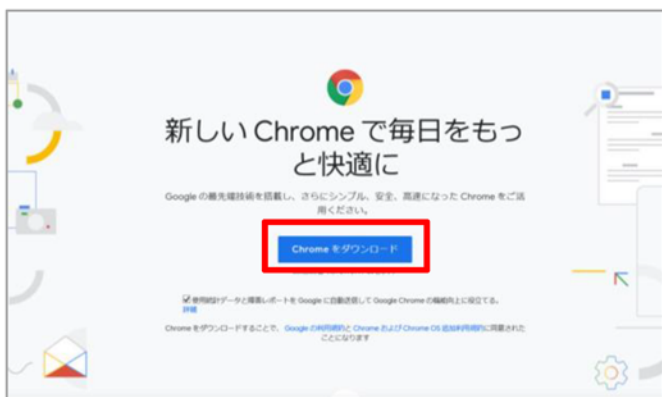 新しい Chrome で毎日をもっ
と快適に
Google の最先端技術を搭載し、さらにシンプル、安全、高速になった Chrome をご活
用ください。
Chrome をダウンロード
使用統計データと障害レポートを Google に自動送信して Google Chrome の機能向上に役立てる。
詳細
Chrome をダウンロードすることで、Google の利用規約と Chrome および Chrome OS 追加利用規約に同意された
ことになります